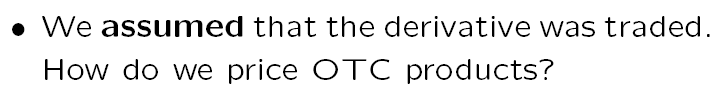 • We assumed that the derivative was traded.
How do we price OTC products?